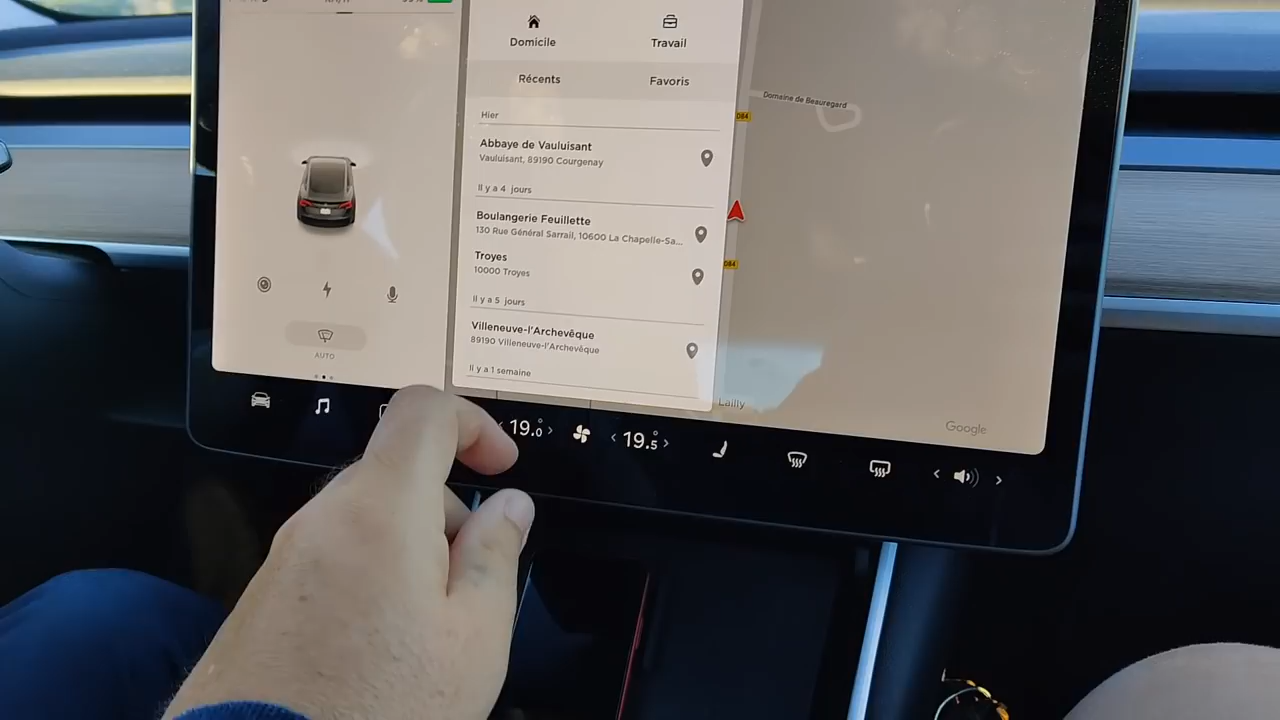 Domicile
Travail
Récents
Favoris
Hier
Abbaye de Vauluisant
Vauluisant, 89190 Courgenay
Il y a 4 jours
Boulangerie Feuillette
130 Rue Général Sarrail, 10600 La Chapelle-Sa...
Troyes
10000 Troyes
Il y a 5 jours
Villeneuve-l'Archevêque
89190 Villeneuve-l'Archevêque
Il y a 1 semaine
Domaine de Beauregard
D84
D84
Lailly
Google
AUTO
19.0
19.5